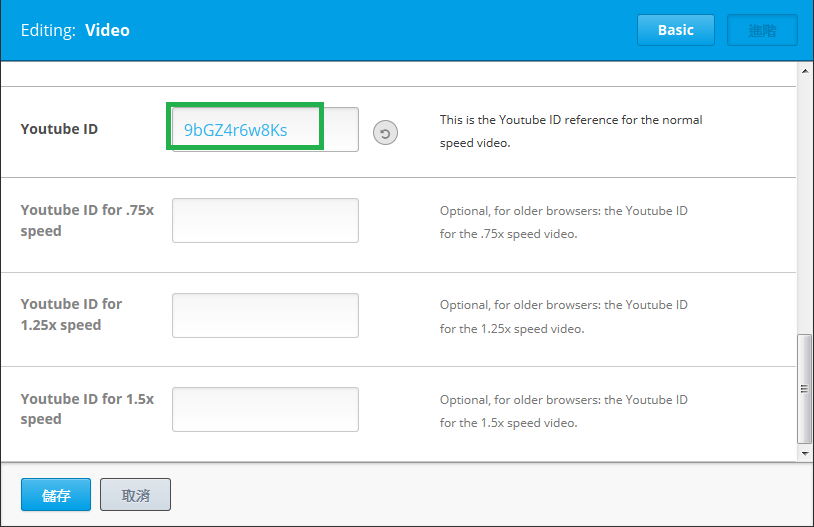 Editing: Video
Basic
進階
Youtube ID
9bGZ4r6w8Ks
This is the Youtube ID reference for the normal
speed video.
Youtube ID for .75x
speed
Optional, for older browsers: the Youtube ID
for the .75x speed video.
Youtube ID for
1.25x speed
Optional, for older browsers: the Youtube ID
for the 1.25x speed video.
Youtube ID for 1.5x
speed
Optional, for older browsers: the Youtube ID
for the 1.5x speed video.
儲存
取消